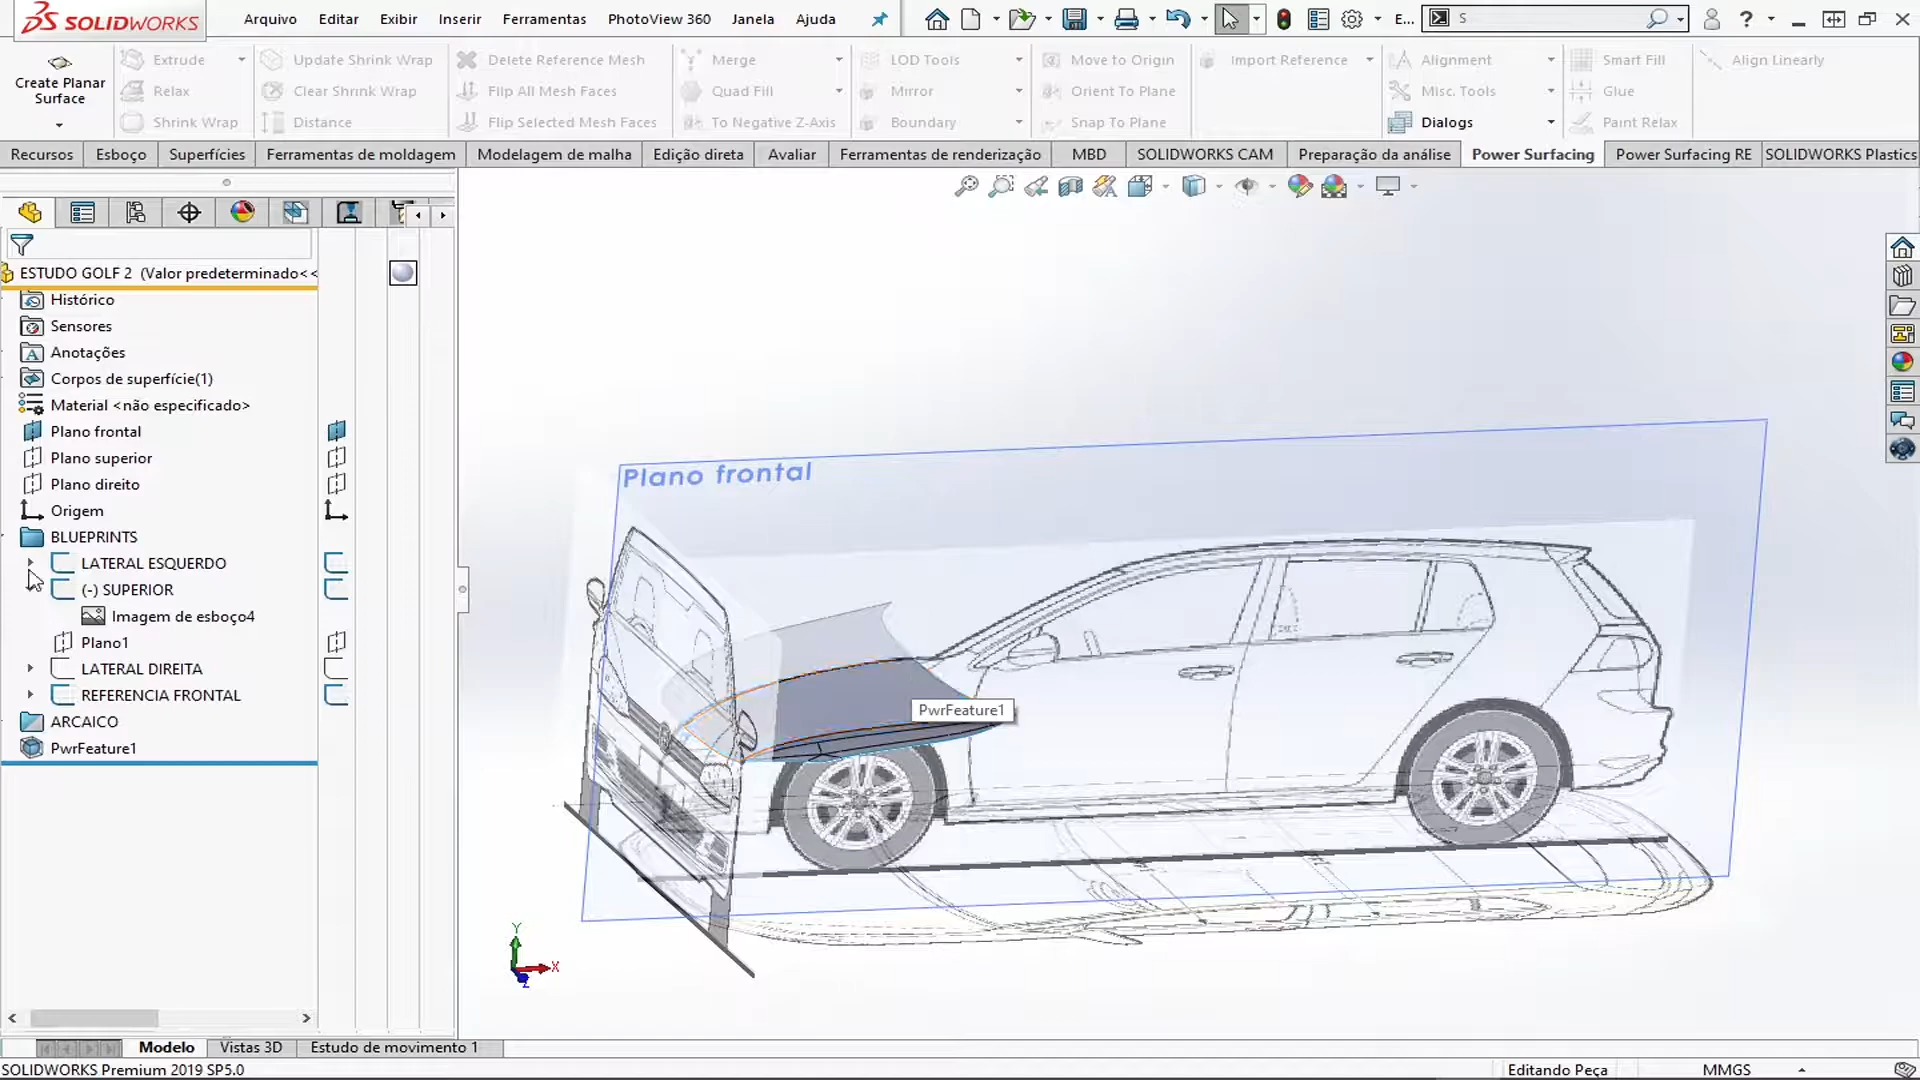 SOLIDWORKS Arquivo Editar Exibir Inserir Ferramentas PhotoView 360 Janela Ajuda E... S ?
Create Planar Surface
Extrude Update Shrink Wrap Delete Reference Mesh Merge LOD Tools Move to Origin Import Reference Alignment Smart Fill Align Linearly
Relax Clear Shrink Wrap Flip All Mesh Faces Quad Fill Mirror Orient To Plane Misc. Tools Glue
Shrink Wrap Distance Flip Selected Mesh Faces To Negative Z-Axis Boundary Snap To Plane Dialogs Paint Relax
Recursos Esboço Superfícies Ferramentas de moldagem Modelagem de malha Edição direta Avaliar Ferramentas de renderização MBD SOLIDWORKS CAM Preparação da análise Power Surfacing Power Surfacing RE SOLIDWORKS Plastics
ESTUDO GOLF 2 (Valor predeterminado<<
Histórico
Sensores
Anotações
Corpos de superfície(1)
Material <não especificado>
Plano frontal
Plano superior
Plano direito
Origem
BLUEPRINTS
LATERAL ESQUERDO
(-) SUPERIOR
Imagem de esboço4
Plano1
LATERAL DIREITA
REFERENCIA FRONTAL
ARCAICO
PwrFeature1
Plano frontal
PwrFeature1
Y
X
Z
Modelo Vistas 3D Estudo de movimento 1
SOLIDWORKS Premium 2019 SP5.0 Editando Peça MMGS